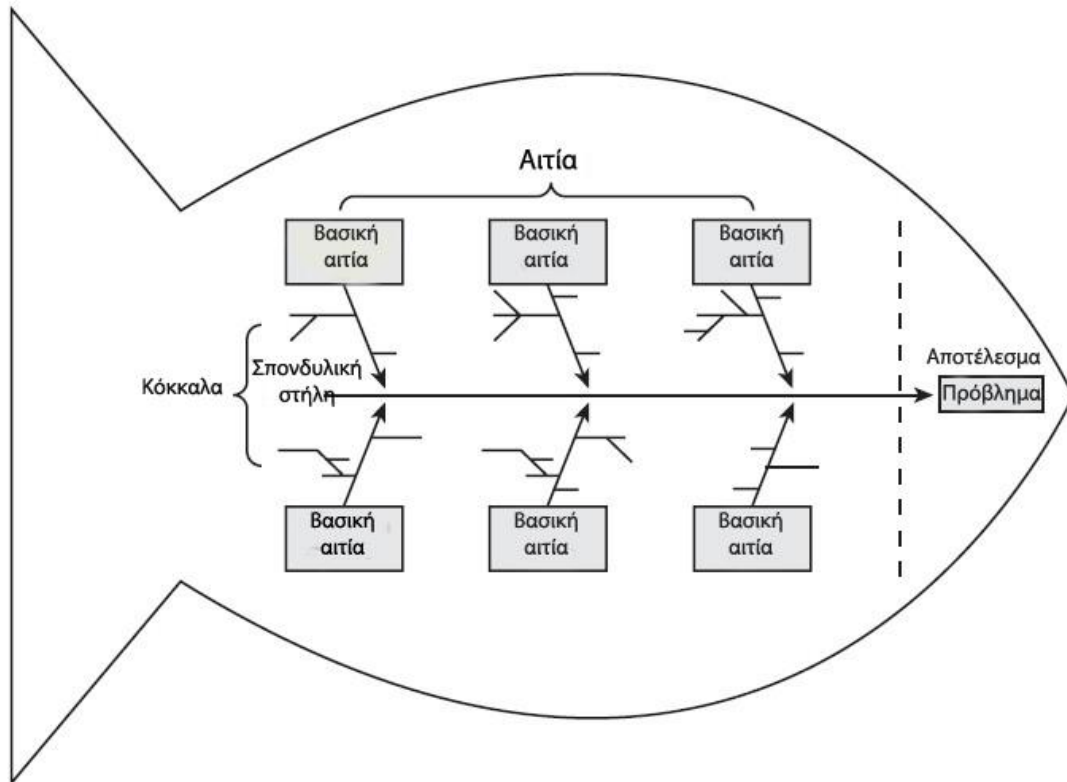 Αιτία
Βασική
αιτία
Βασική
αιτία
Βασική
αιτία
Κόκκαλα
Σπονδυλική
στήλη
Αποτέλεσμα
Πρόβλημα
Βασική
αιτία
Βασική
αιτία
Βασική
αιτία